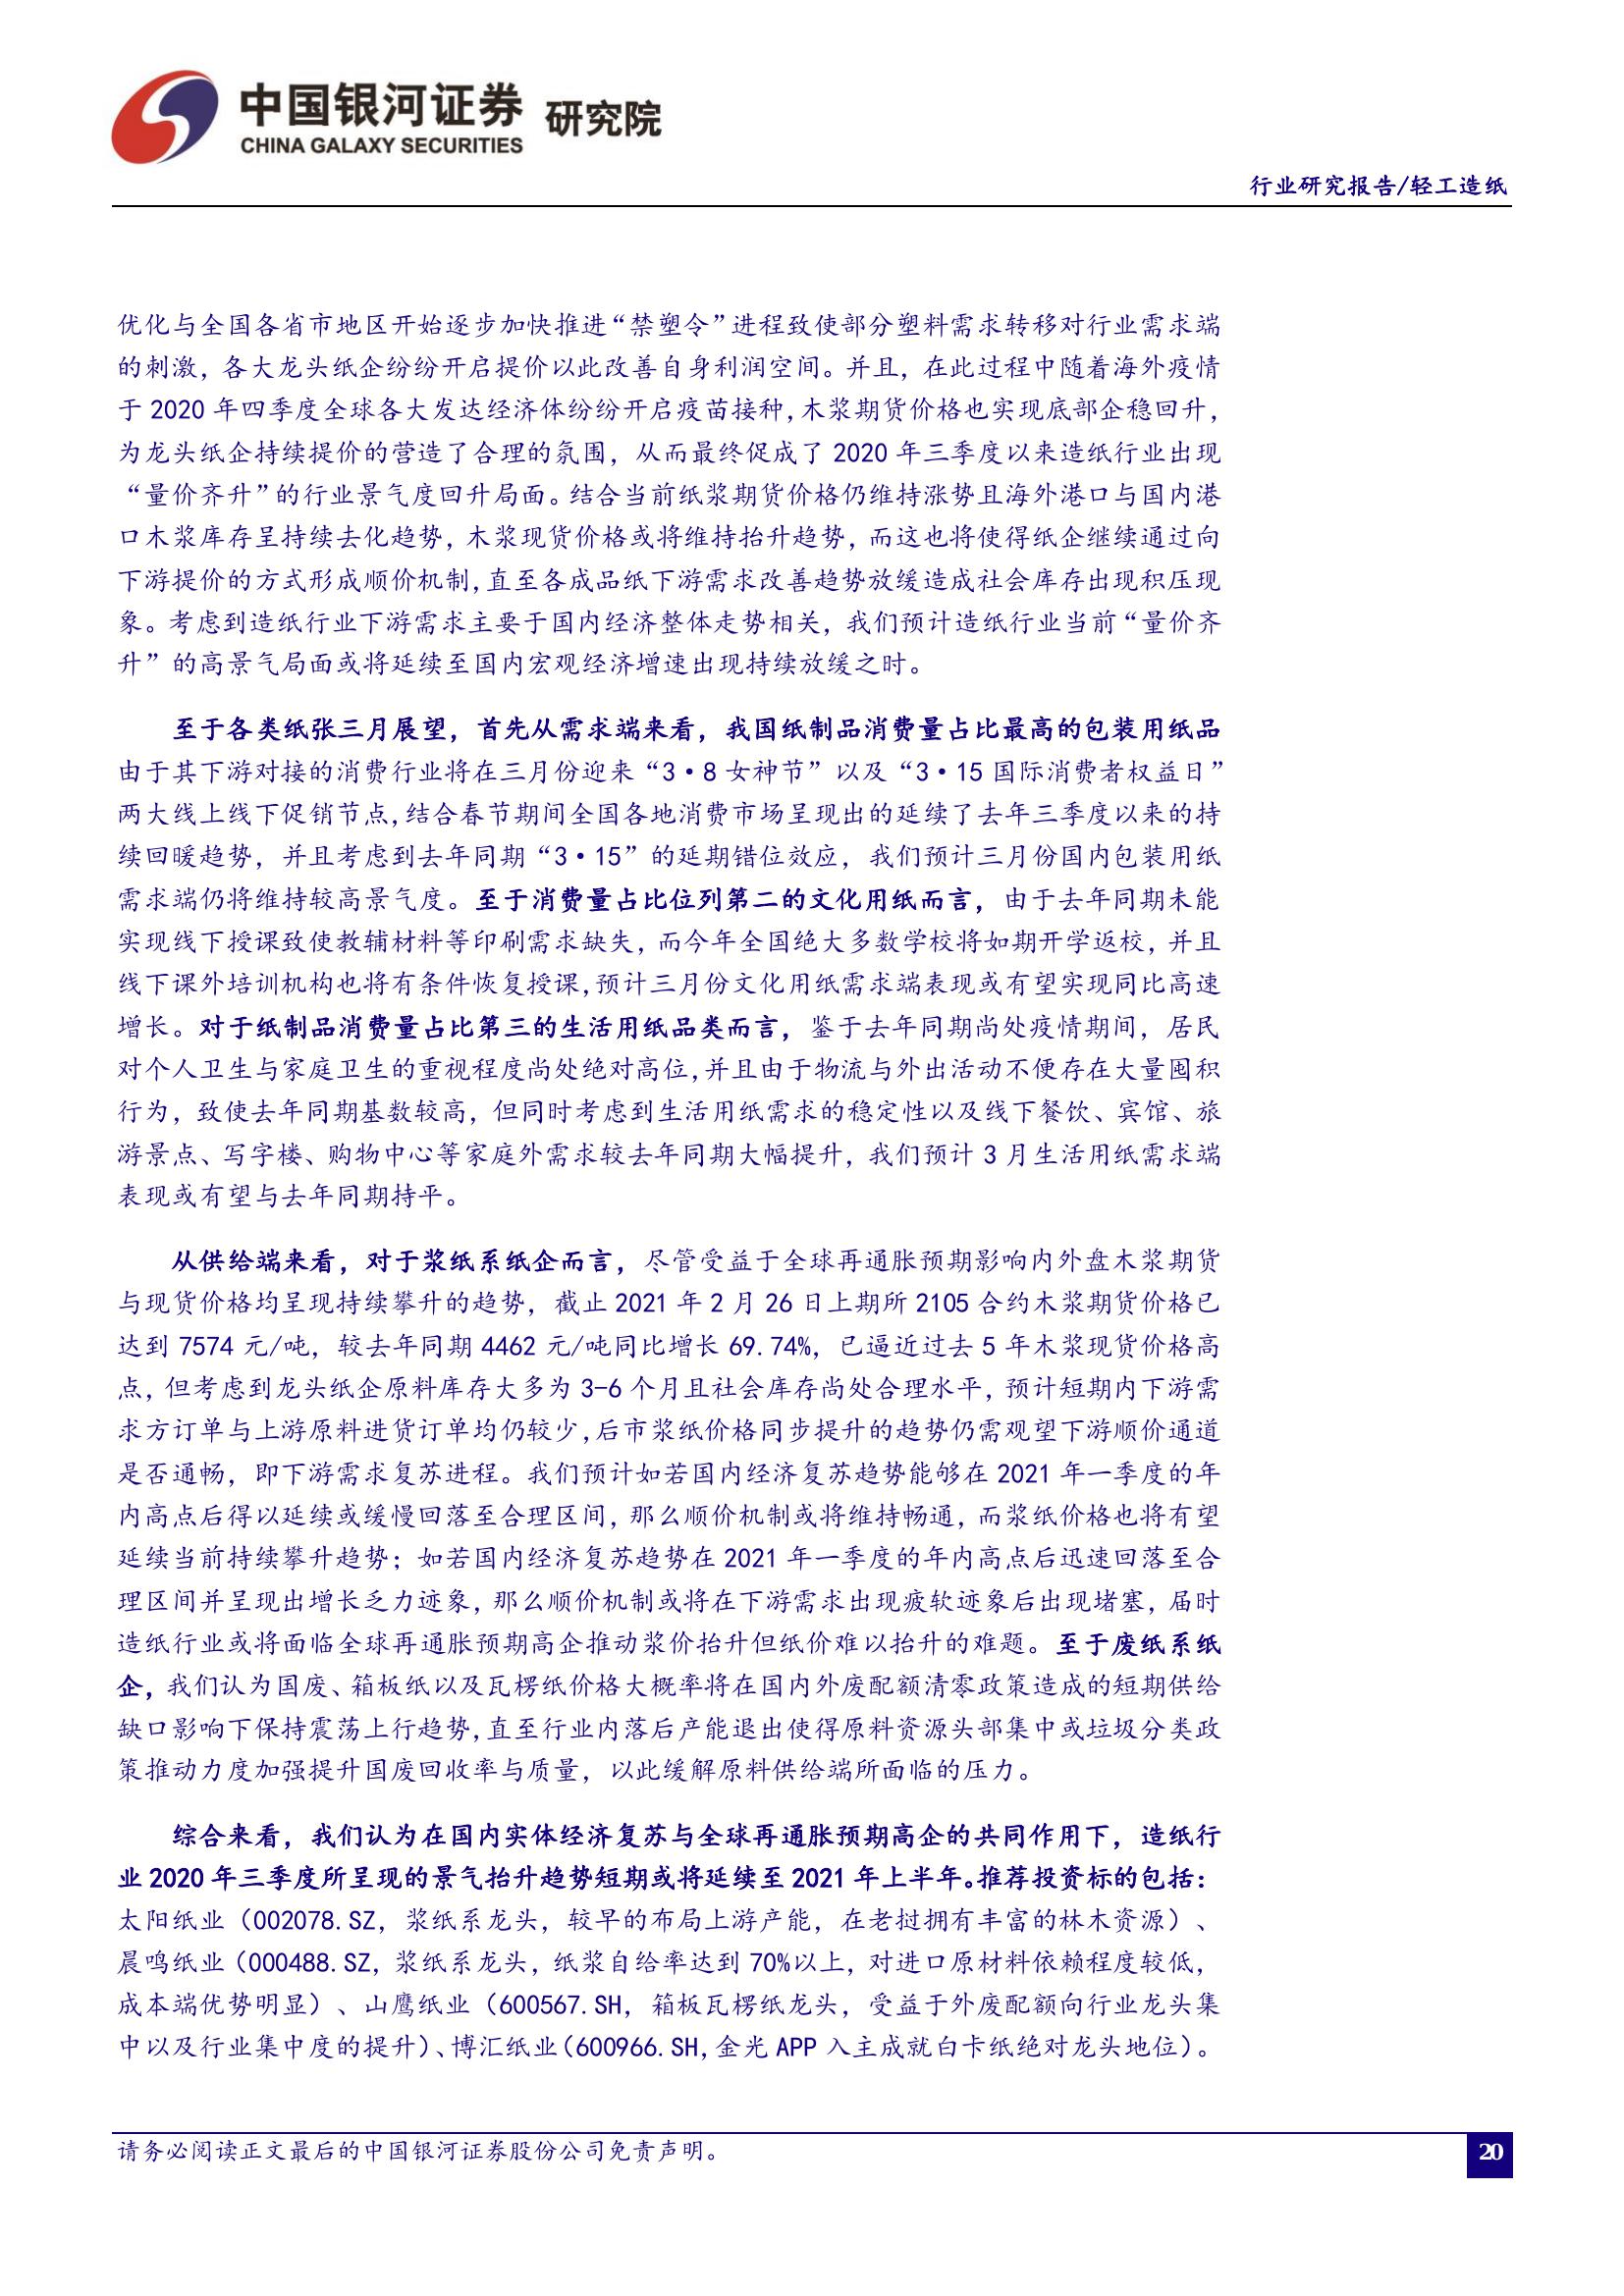 中国银河证券 研究院
CHINA GALAXY SECURITIES
行业研究报告/轻工造纸
优化与全国各省市地区开始逐步加快推进“禁塑令”进程致使部分塑料需求转移对行业需求端
的刺激，各大龙头纸企纷纷开启提价以此改善自身利润空间。并且，在此过程中随着海外疫情
于 2020 年四季度全球各大发达经济体纷纷开启疫苗接种，木浆期货价格也实现底部企稳回升，
为龙头纸企持续提价的营造了合理的氛围，从而最终促成了 2020 年三季度以来造纸行业出现
“量价齐升”的行业景气度回升局面。结合当前纸浆期货价格仍维持涨势且海外港口与国内港
口木浆库存呈持续去化趋势，木浆现货价格或将维持抬升趋势，而这也将使得纸企继续通过向
下游提价的方式形成顺价机制，直至各成品纸下游需求改善趋势放缓造成社会库存出现积压现
象。考虑到造纸行业下游需求主要于国内经济整体走势相关，我们预计造纸行业当前“量价齐
升”的高景气局面或将延续至国内宏观经济增速出现持续放缓之时。
至于各类纸张三月展望，首先从需求端来看，我国纸制品消费量占比最高的包装用纸品
由于其下游对接的消费行业将在三月份迎来“3·8 女神节”以及“3·15 国际消费者权益日”
两大线上线下促销节点，结合春节期间全国各地消费市场呈现出的延续了去年三季度以来的持
续回暖趋势，并且考虑到去年同期“3·15”的延期错位效应，我们预计三月份国内包装用纸
需求端仍将维持较高景气度。至于消费量占比位列第二的文化用纸而言，由于去年同期未能
实现线下授课致使教辅材料等印刷需求缺失，而今年全国绝大多数学校将如期开学返校，并且
线下课外培训机构也将有条件恢复授课，预计三月份文化用纸需求端表现或有望实现同比高速
增长。对于纸制品消费量占比第三的生活用纸品类而言，鉴于去年同期尚处疫情期间，居民
对个人卫生与家庭卫生的重视程度尚处绝对高位，并且由于物流与外出活动不便存在大量囤积
行为，致使去年同期基数较高，但同时考虑到生活用纸需求的稳定性以及线下餐饮、宾馆、旅
游景点、写字楼、购物中心等家庭外需求较去年同期大幅提升，我们预计 3 月生活用纸需求端
表现或有望与去年同期持平。
从供给端来看，对于浆纸系纸企而言，尽管受益于全球再通胀预期影响内外盘木浆期货
与现货价格均呈现持续攀升的趋势，截止 2021 年 2 月 26 日上期所 2105 合约木浆期货价格已
达到 7574 元/吨，较去年同期 4462 元/吨同比增长 69.74%，已逼近过去 5 年木浆现货价格高
点，但考虑到龙头纸企原料库存大多为 3-6 个月且社会库存尚处合理水平，预计短期内下游需
求方订单与上游原料进货订单均仍较少，后市浆纸价格同步提升的趋势仍需观望下游顺价通道
是否通畅，即下游需求复苏进程。我们预计如若国内经济复苏趋势能够在 2021 年一季度的年
内高点后得以延续或缓慢回落至合理区间，那么顺价机制或将维持畅通，而浆纸价格也将有望
延续当前持续攀升趋势；如若国内经济复苏趋势在 2021 年一季度的年内高点后迅速回落至合
理区间并呈现出增长乏力迹象，那么顺价机制或将在下游需求出现疲软迹象后出现堵塞，届时
造纸行业或将面临全球再通胀预期高企推动浆价抬升但纸价难以抬升的难题。至于废纸系纸
企，我们认为国废、箱板纸以及瓦楞纸价格大概率将在国内外废配额清零政策造成的短期供给
缺口影响下保持震荡上行趋势，直至行业内落后产能退出使得原料资源头部集中或垃圾分类政
策推动力度加强提升国废回收率与质量，以此缓解原料供给端所面临的压力。
综合来看，我们认为在国内实体经济复苏与全球再通胀预期高企的共同作用下，造纸行
业 2020 年三季度所呈现的景气抬升趋势短期或将延续至 2021 年上半年。推荐投资标的包括：
太阳纸业（002078.SZ，浆纸系龙头，较早的布局上游产能，在老挝拥有丰富的林木资源）、
晨鸣纸业（000488.SZ，浆纸系龙头，纸浆自给率达到 70%以上，对进口原材料依赖程度较低，
成本端优势明显）、山鹰纸业（600567.SH，箱板瓦楞纸龙头，受益于外废配额向行业龙头集
中以及行业集中度的提升）、博汇纸业（600966.SH，金光 APP 入主成就白卡纸绝对龙头地位）。
请务必阅读正文最后的中国银河证券股份公司免责声明。
20